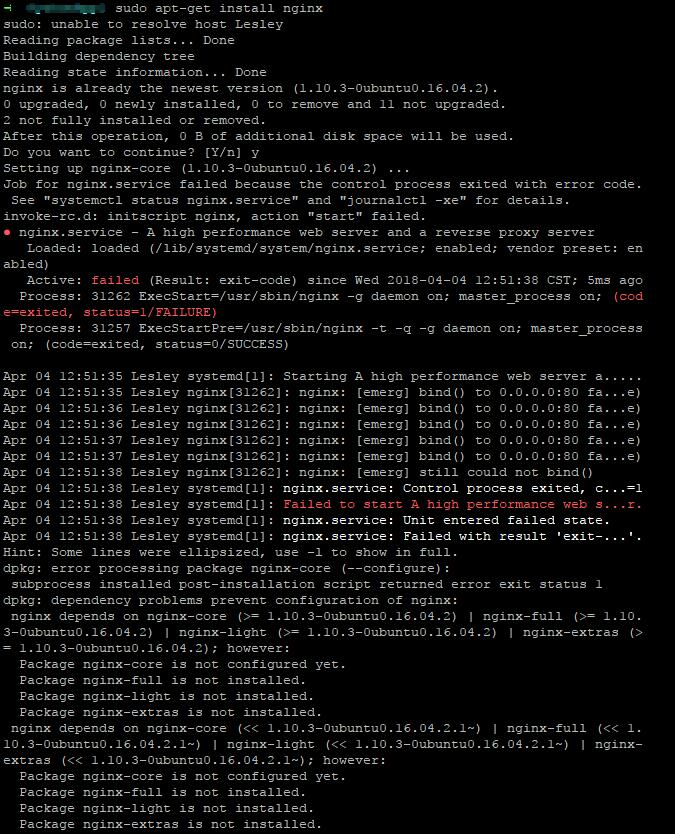 sudo apt-get install nginx
sudo: unable to resolve host Lesley
Reading package lists... Done
Building dependency tree
Reading state information... Done
nginx is already the newest version (1.10.3-0ubuntu0.16.04.2).
0 upgraded, 0 newly installed, 0 to remove and 11 not upgraded.
2 not fully installed or removed.
After this operation, 0 B of additional disk space will be used.
Do you want to continue? [Y/n] y
Setting up nginx-core (1.10.3-0ubuntu0.16.04.2) ...
Job for nginx.service failed because the control process exited with error code.
 See "systemctl status nginx.service" and "journalctl -xe" for details.
invoke-rc.d: initscript nginx, action "start" failed.
● nginx.service - A high performance web server and a reverse proxy server
   Loaded: loaded (/lib/systemd/system/nginx.service; enabled; vendor preset: en
abled)
   Active: failed (Result: exit-code) since Wed 2018-04-04 12:51:38 CST; 5ms ago
  Process: 31262 ExecStart=/usr/sbin/nginx -g daemon on; master_process on; (cod
e=exited, status=1/FAILURE)
  Process: 31257 ExecStartPre=/usr/sbin/nginx -t -q -g daemon on; master_process
 on; (code=exited, status=0/SUCCESS)
Apr 04 12:51:35 Lesley systemd[1]: Starting A high performance web server a.....
Apr 04 12:51:35 Lesley nginx[31262]: nginx: [emerg] bind() to 0.0.0.0:80 fa...e)
Apr 04 12:51:36 Lesley nginx[31262]: nginx: [emerg] bind() to 0.0.0.0:80 fa...e)
Apr 04 12:51:36 Lesley nginx[31262]: nginx: [emerg] bind() to 0.0.0.0:80 fa...e)
Apr 04 12:51:37 Lesley nginx[31262]: nginx: [emerg] bind() to 0.0.0.0:80 fa...e)
Apr 04 12:51:37 Lesley nginx[31262]: nginx: [emerg] bind() to 0.0.0.0:80 fa...e)
Apr 04 12:51:38 Lesley nginx[31262]: nginx: [emerg] still could not bind()
Apr 04 12:51:38 Lesley systemd[1]: nginx.service: Control process exited, c...=1
Apr 04 12:51:38 Lesley systemd[1]: Failed to start A high performance web s...r.
Apr 04 12:51:38 Lesley systemd[1]: nginx.service: Unit entered failed state.
Apr 04 12:51:38 Lesley systemd[1]: nginx.service: Failed with result 'exit-...'.
Hint: Some lines were ellipsized, use -l to show in full.
dpkg: error processing package nginx-core (--configure):
 subprocess installed post-installation script returned error exit status 1
dpkg: dependency problems prevent configuration of nginx:
 nginx depends on nginx-core (>= 1.10.3-0ubuntu0.16.04.2) | nginx-full (>= 1.10.
3-0ubuntu0.16.04.2) | nginx-light (>= 1.10.3-0ubuntu0.16.04.2) | nginx-extras (>
= 1.10.3-0ubuntu0.16.04.2); however:
  Package nginx-core is not configured yet.
  Package nginx-full is not installed.
  Package nginx-light is not installed.
  Package nginx-extras is not installed.
 nginx depends on nginx-core (<< 1.10.3-0ubuntu0.16.04.2.1~) | nginx-full (<< 1.
10.3-0ubuntu0.16.04.2.1~) | nginx-light (<< 1.10.3-0ubuntu0.16.04.2.1~) | nginx-
extras (<< 1.10.3-0ubuntu0.16.04.2.1~); however:
  Package nginx-core is not configured yet.
  Package nginx-full is not installed.
  Package nginx-light is not installed.
  Package nginx-extras is not installed.